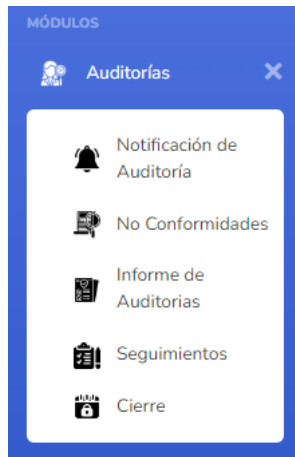 MÓDULOS
Auditorías
Notificación de
Auditoría
No Conformidades
Informe de
Auditorias
Seguimientos
Cierre